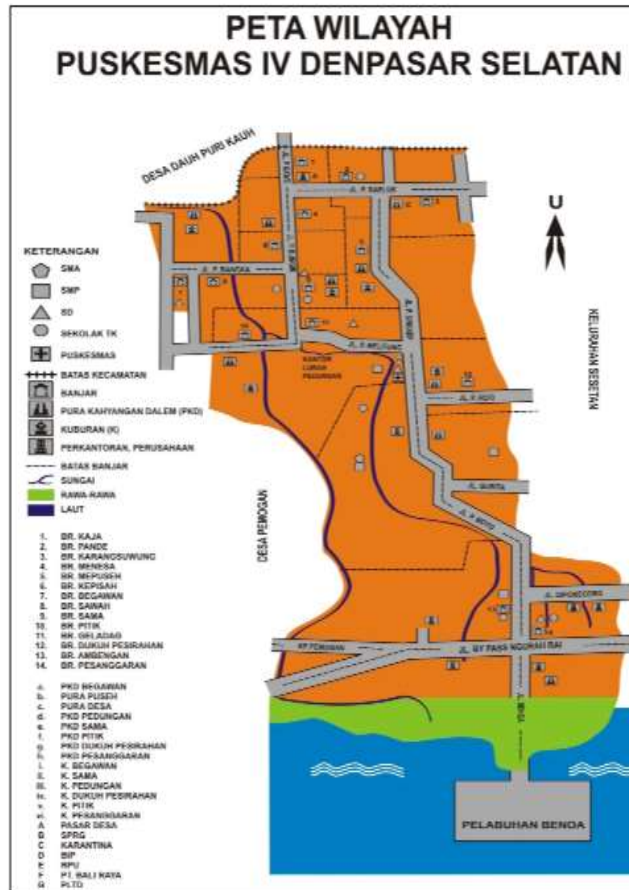 PETA WILAYAH
PUSKESMAS IV DENPASAR SELATAN
DESA DAUH PURI KAUH
U
KETERANGAN
SMA
SMP
SD
SEKOLAK TK
PUSKESMAS
BATAS KECAMATAN
BANJAR
PURA KAHYANGAN DALEM (PKD)
KUBURAN (K)
PERKANTORAN, PERUSAHAAN
BATAS BANJAR
SUNGAI
RAWA-RAWA
LAUT
1. BR. KAJA
2. BR. PANDE
3. BR. KARANGSUWUNG
4. BR. MENESA
5. BR. MEPUSEH
6. BR. KEPISAH
7. BR. BEGAWAN
8. BR. SAWAH
9. BR. SAMA
10. BR. PITIK
11. BR. GELADAG
12. BR. DUKUH PESIRAHAN
13. BR. AMBENGAN
14. BR. PESANGGARAN
a. PKD BEGAWAN
b. PURA PUSEH
c. PURA DESA
d. PKD PEDUNGAN
e. PKD SAMA
f. PKD PITIK
g. PKD DUKUH PESIRAHAN
h. PKD PESANGGARAN
i. K. BEGAWAN
ii. K. SAMA
iii. K. PEDUNGAN
iv. K. DUKUH PESIRAHAN
v. K. PITIK
vi. K. PESANGGARAN
A PASAR DESA
B SPRG
C KARANTINA
D BIP
E RPU
F PT. BALI RAYA
G PLTD
KELURAHAN SESETAN
DESA PEMOGAN
KANTOR
LURAH
PEDUNGAN
JL. DIPONEGORO
JL. BY PASS NGURAH RAI
PELABUHAN BENOA